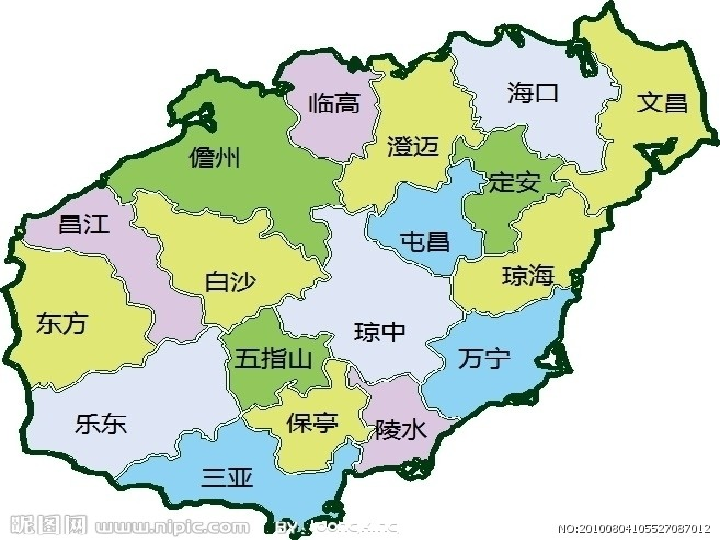 海口
临高
文昌
澄迈
儋州
定安
昌江
屯昌
琼海
白沙
东方
琼中
五指山
万宁
乐东
保亭
陵水
三亚
昵图网 www.nipic.com
NO:20100804105527087012